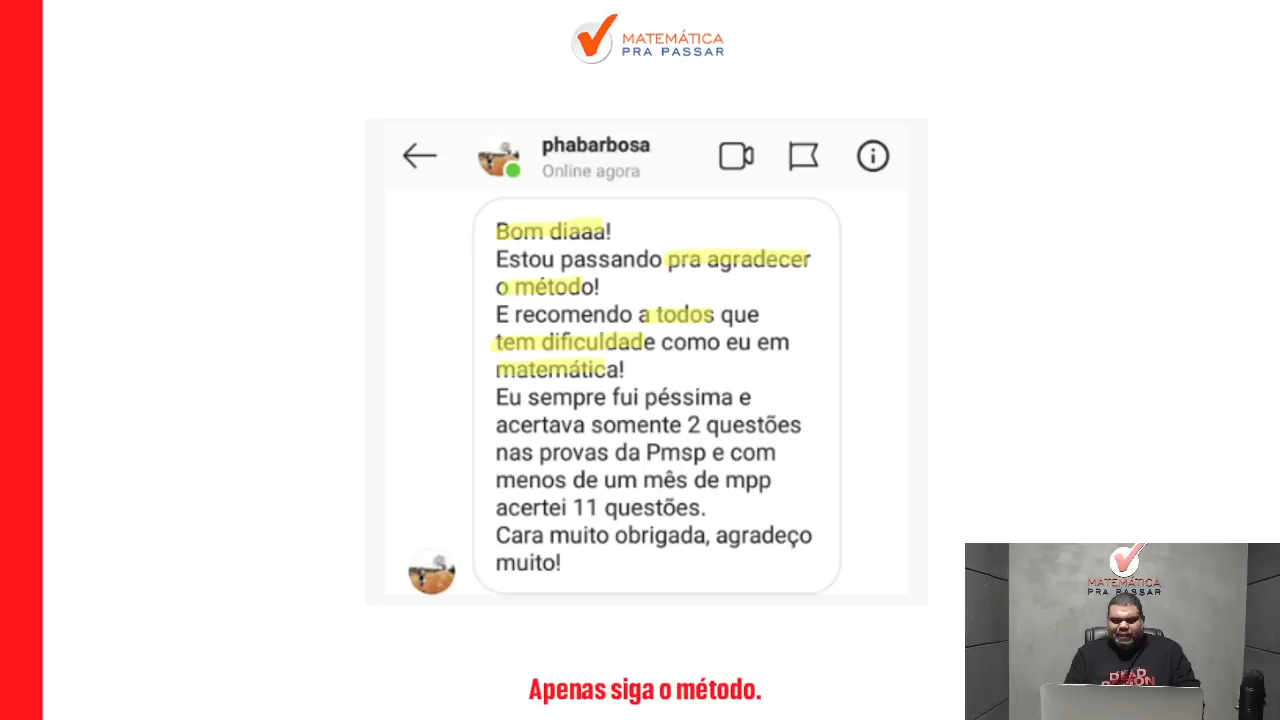 MATEMÁTICA
PRA PASSAR
phabarbosa
Online agora
Bom diaaa!
Estou passando pra agradecer
o método!
E recomendo a todos que
tem dificuldade como eu em
matemática!
Eu sempre fui péssima e
acertava somente 2 questões
nas provas da Pmsp e com
menos de um mês de mpp
acertei 11 questões.
Cara muito obrigada, agradeço
muito!
Apenas siga o método.
MATEMÁTICA
PRA PASSAR
DEAD